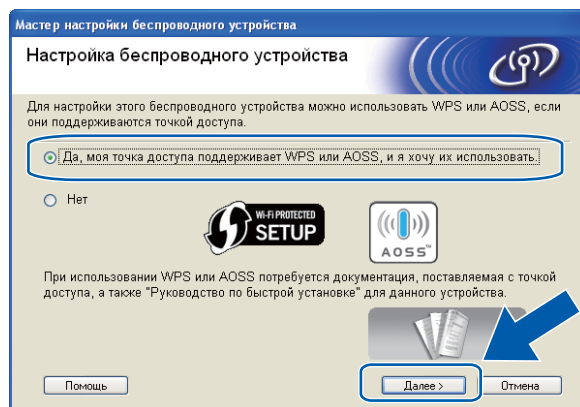 Мастер настройки беспроводного устройства
Настройка беспроводного устройства
Для настройки этого беспроводного устройства можно использовать WPS или AOSS, если
они поддерживаются точкой доступа.
Да, моя точка доступа поддерживает WPS или AOSS, и я хочу их использовать.
Нет
WI-FI PROTECTED
SETUP
AOSS™
При использовании WPS или AOSS потребуется документация, поставляемая с точкой
доступа, а также "Руководство по быстрой установке" для данного устройства.
Помощь
Далее >
Отмена